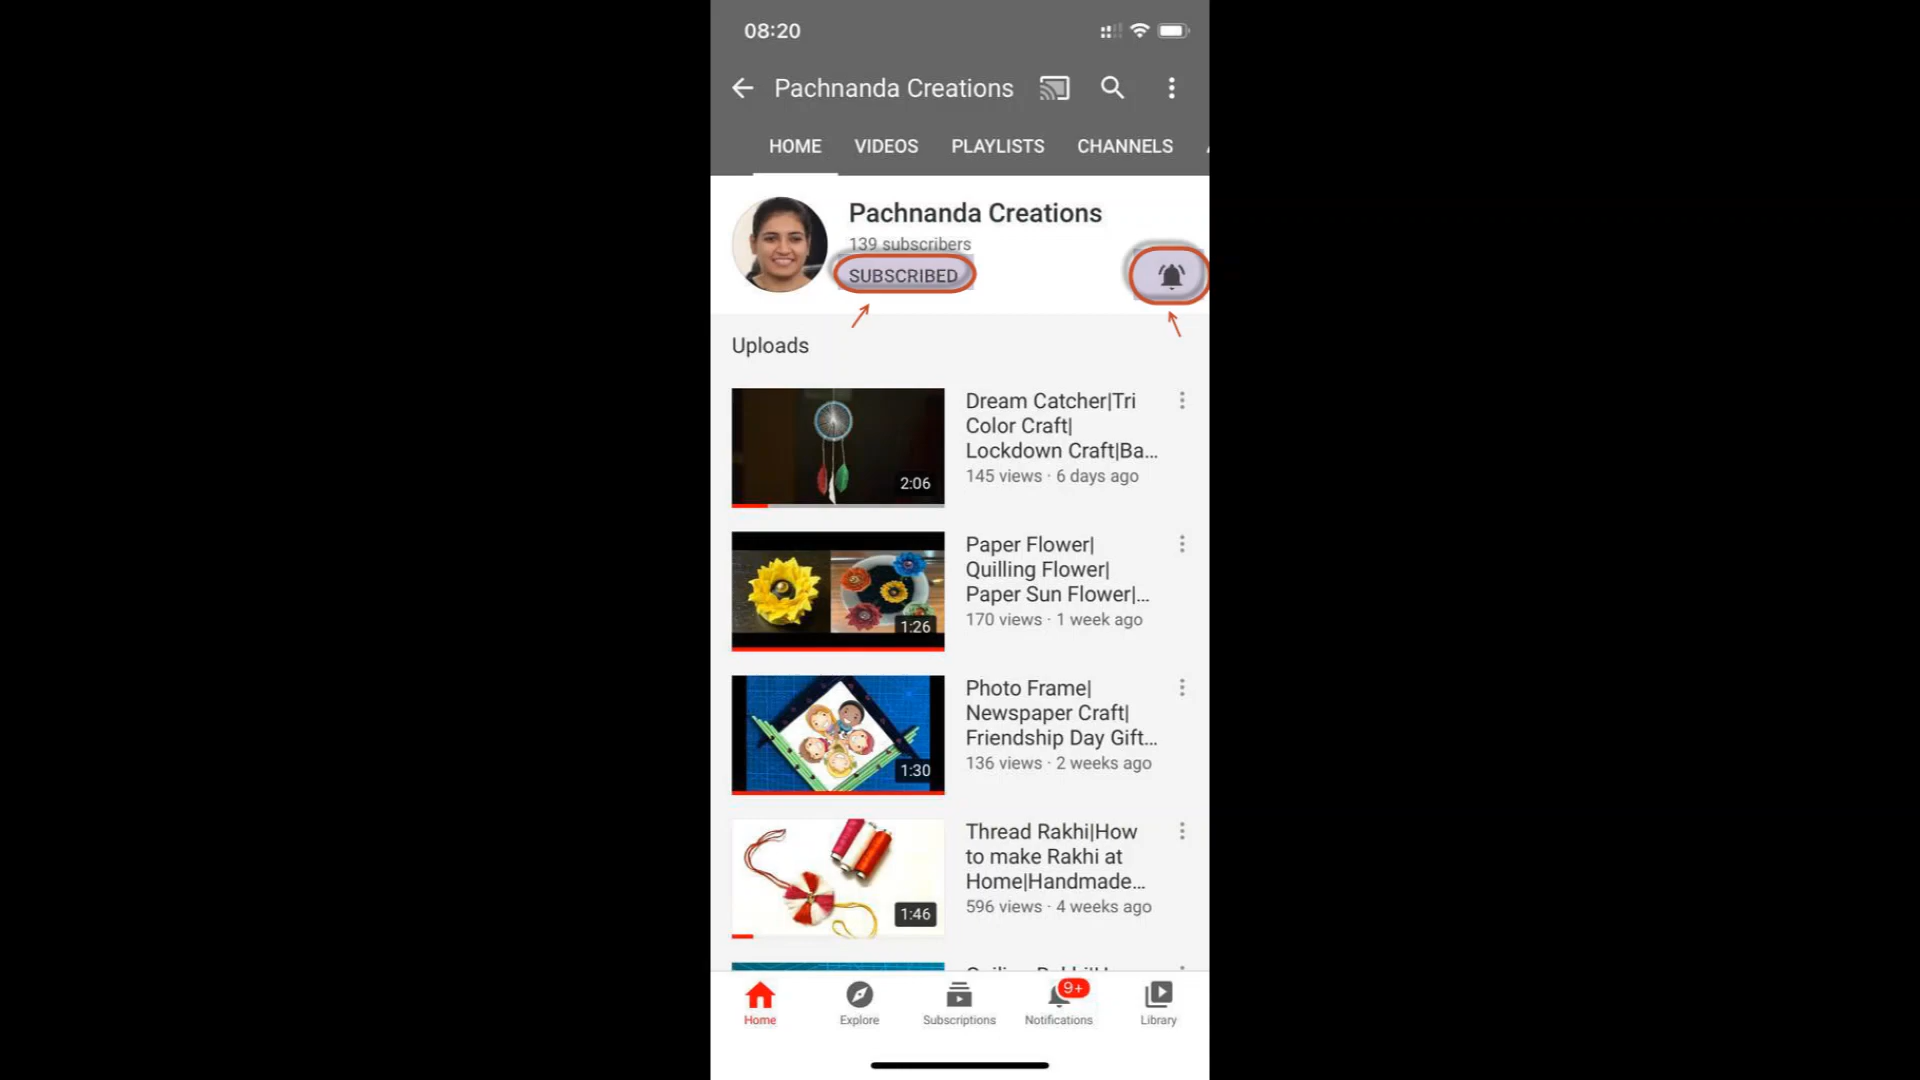 08:20
Pachnanda Creations
HOME VIDEOS PLAYLISTS CHANNELS
Pachnanda Creations
139 subscribers
SUBSCRIBED
Uploads
Dream Catcher|Tri
Color Craft|
Lockdown Craft|Ba...
145 views · 6 days ago
2:06
Paper Flower|
Quilling Flower|
Paper Sun Flower|...
170 views · 1 week ago
1:26
Photo Frame|
Newspaper Craft|
Friendship Day Gift...
136 views · 2 weeks ago
1:30
Thread Rakhi|How
to make Rakhi at
Home|Handmade...
596 views · 4 weeks ago
1:46
9+
Home Explore Subscriptions Notifications Library